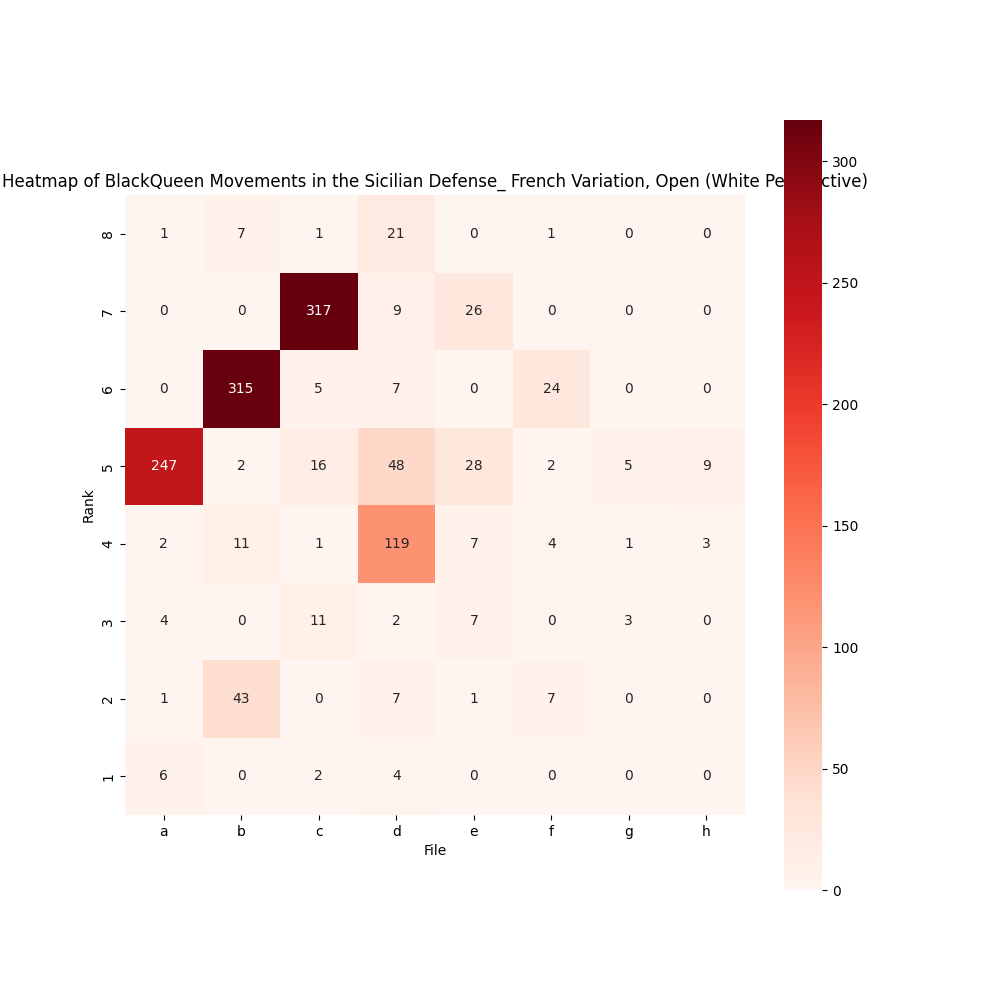 Heatmap of BlackQueen Movements in the Sicilian Defense_ French Variation, Open (White Pe ctive)
8 1 7 1 21 0 1 0 0
7 0 0 317 9 26 0 0 0
6 0 315 5 7 0 24 0 0
5 247 2 16 48 28 2 5 9
4 2 11 1 119 7 4 1 3
3 4 0 11 2 7 0 3 0
2 1 43 0 7 1 7 0 0
1 6 0 2 4 0 0 0 0
a b c d e f g h
Rank
File
300
250
200
150
100
50
0